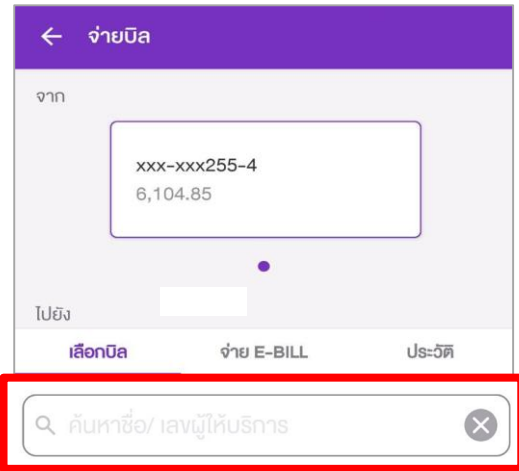 จ่ายบิล
จาก
xxx-xxx255-4
6,104.85
ไปยัง
เลือกบิล จ่าย E-BILL ประวัติ
ค้นหาชื่อ/ เลขผู้ให้บริการ